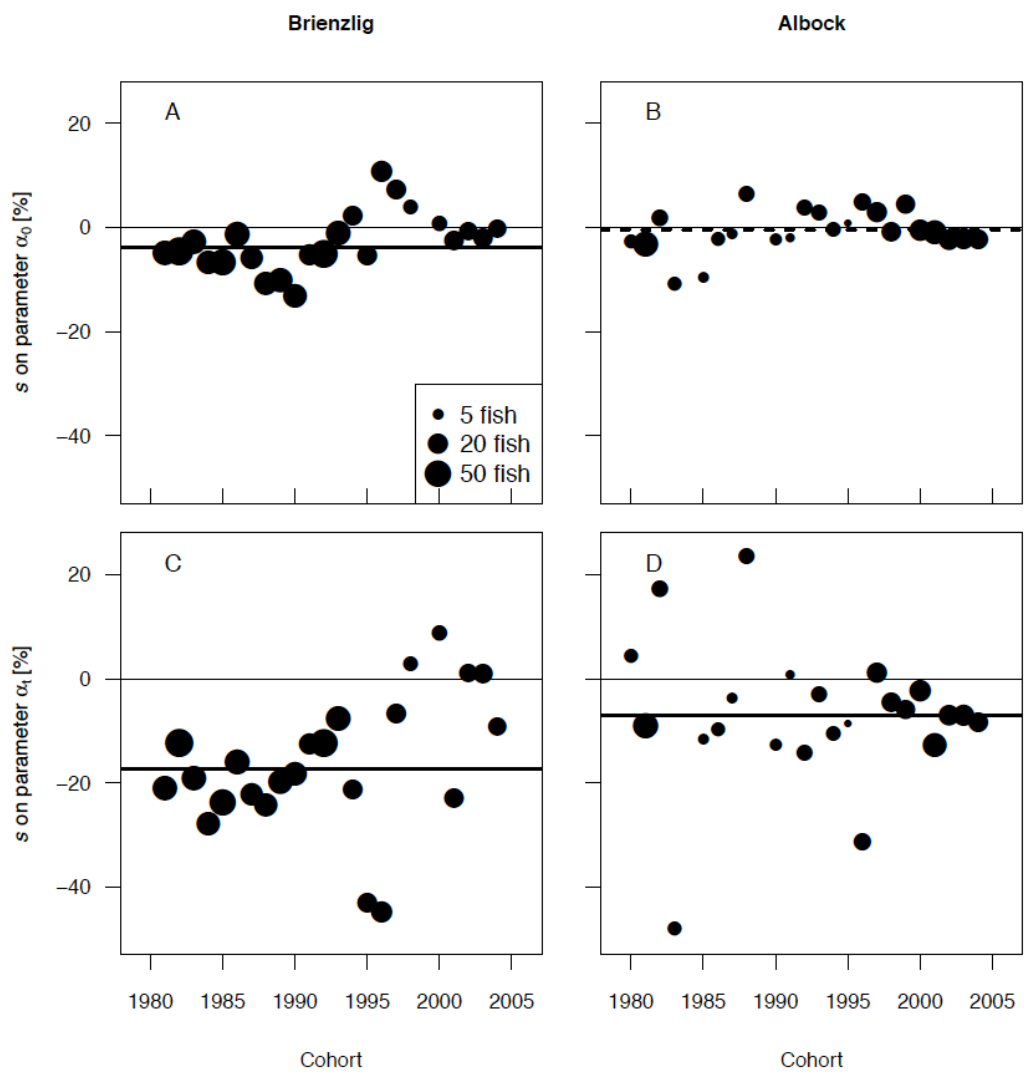 Brienzlig
Albock
A
B
20
0
−20
−40
s on parameter α0 [%]
5 fish
20 fish
50 fish
C
D
20
0
−20
−40
s on parameter αt [%]
1980 1985 1990 1995 2000 2005
1980 1985 1990 1995 2000 2005
Cohort
Cohort